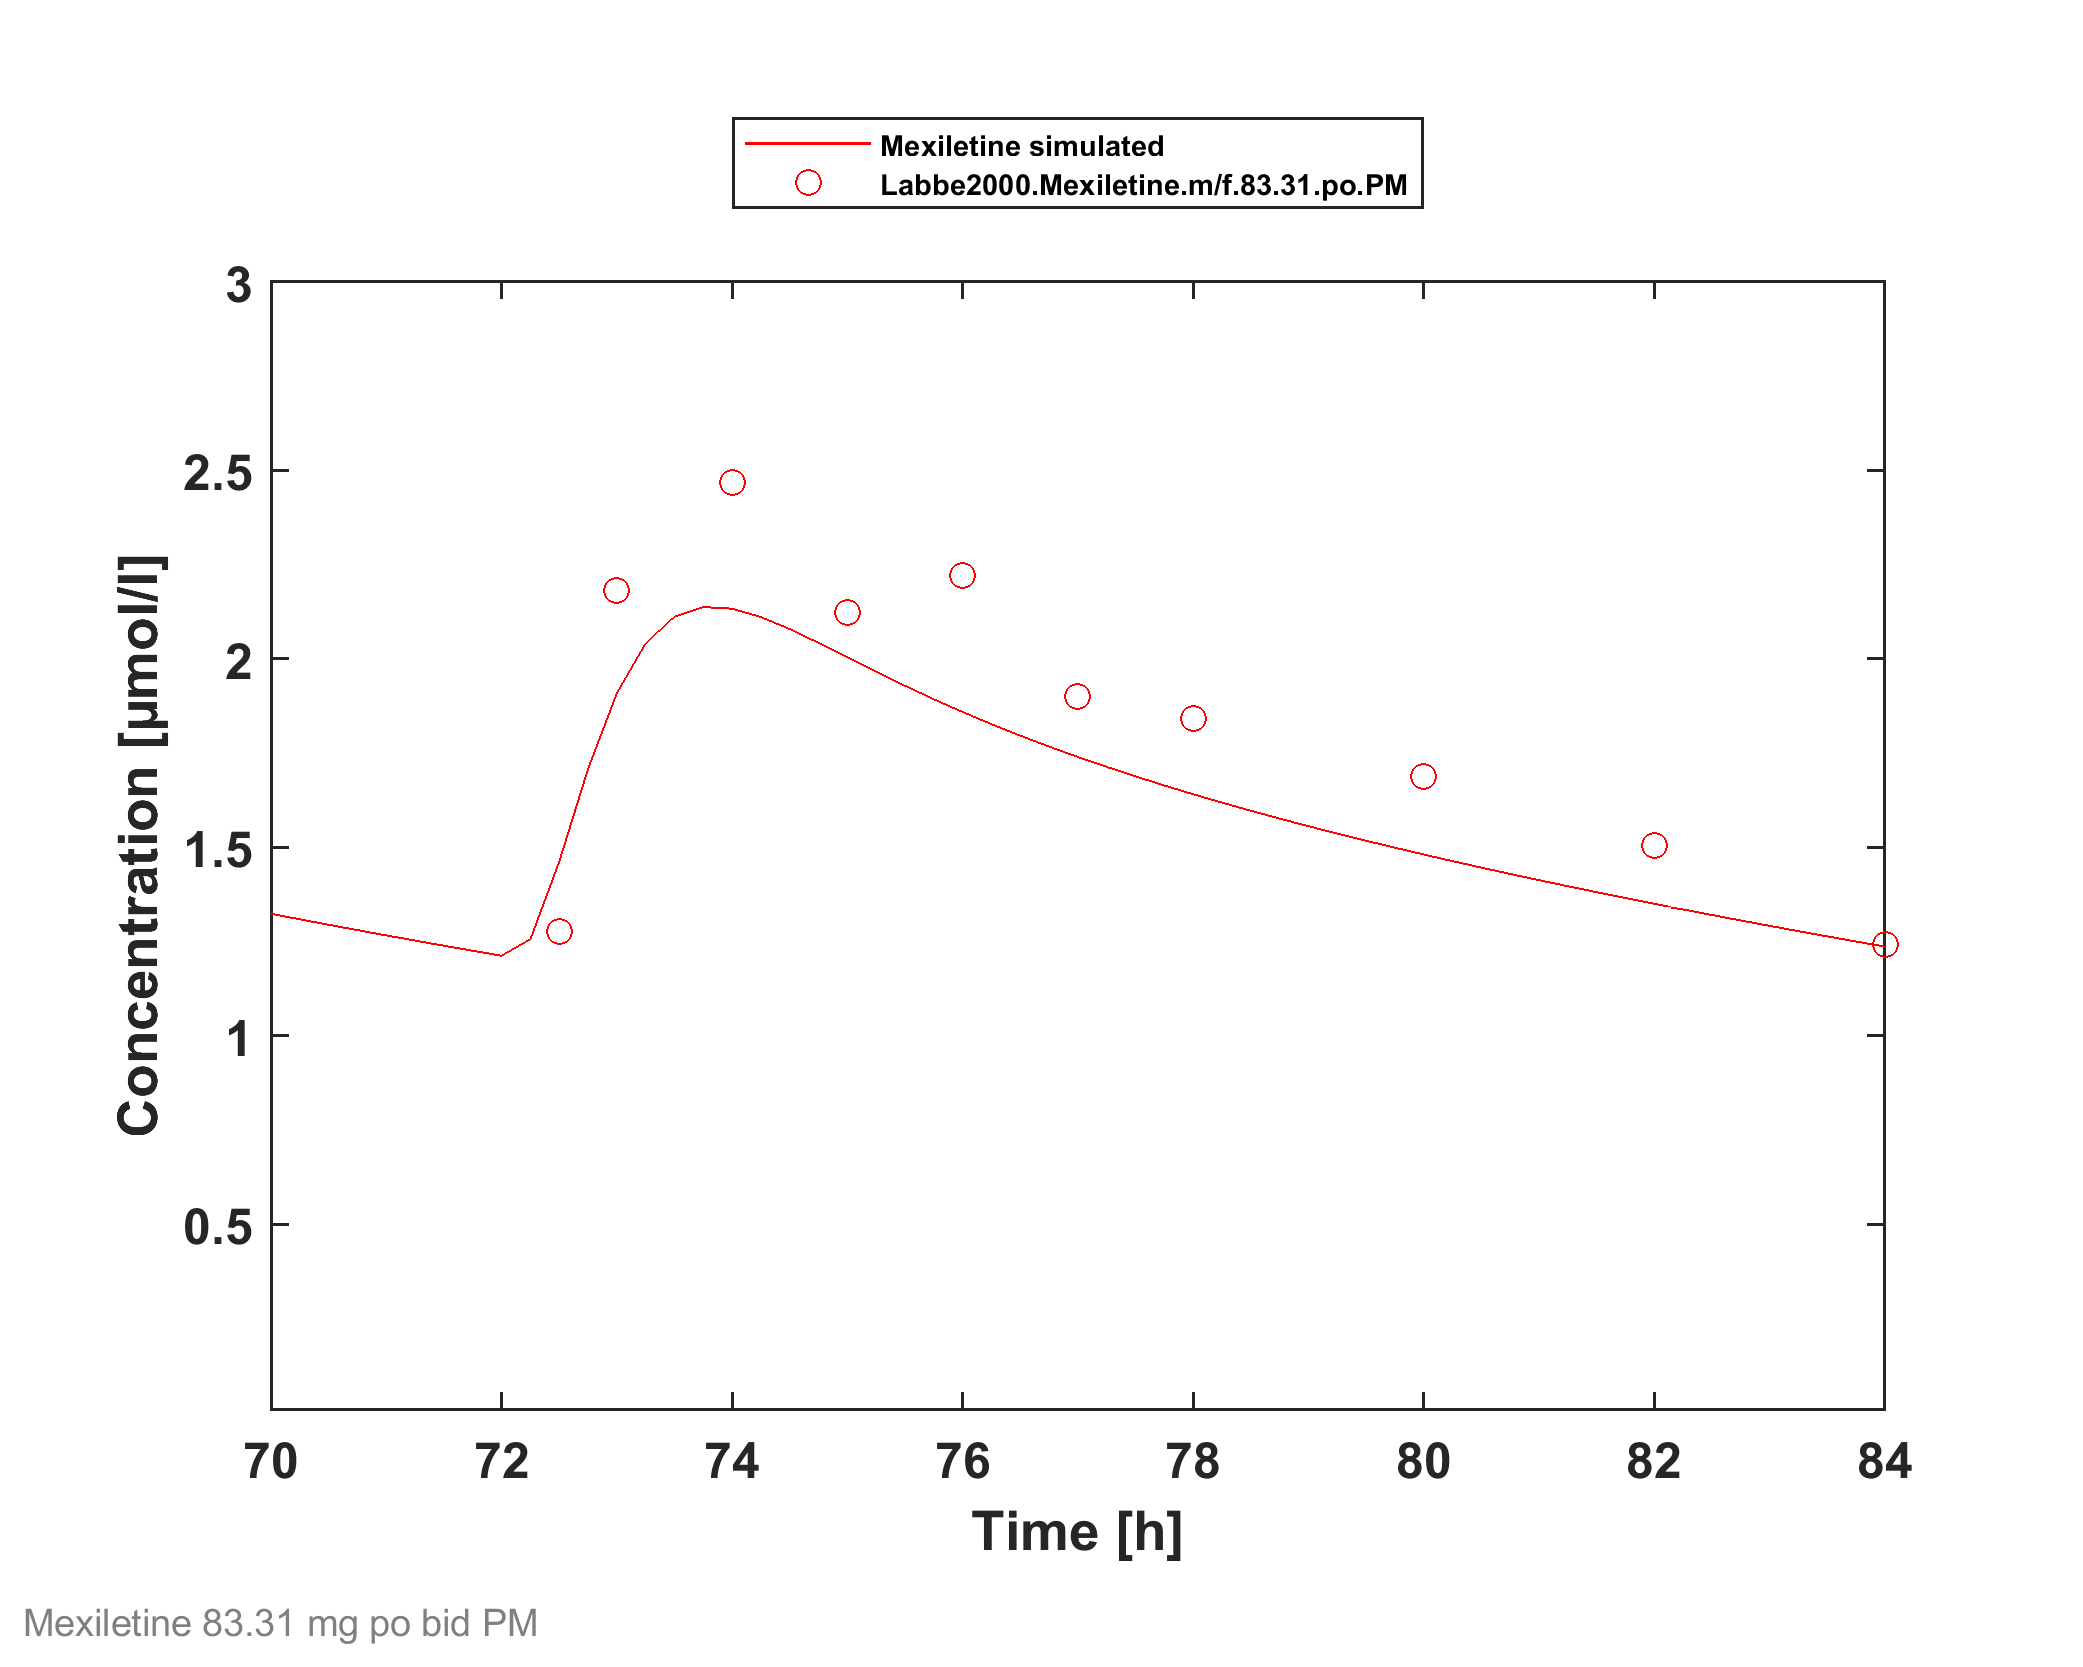 Mexiletine simulated
Labbe2000.Mexiletine.m/f.83.31.po.PM
3
2.5
2
1.5
1
0.5
Concentration [µmol/l]
70 72 74 76 78 80 82 84
Time [h]
Mexiletine 83.31 mg po bid PM